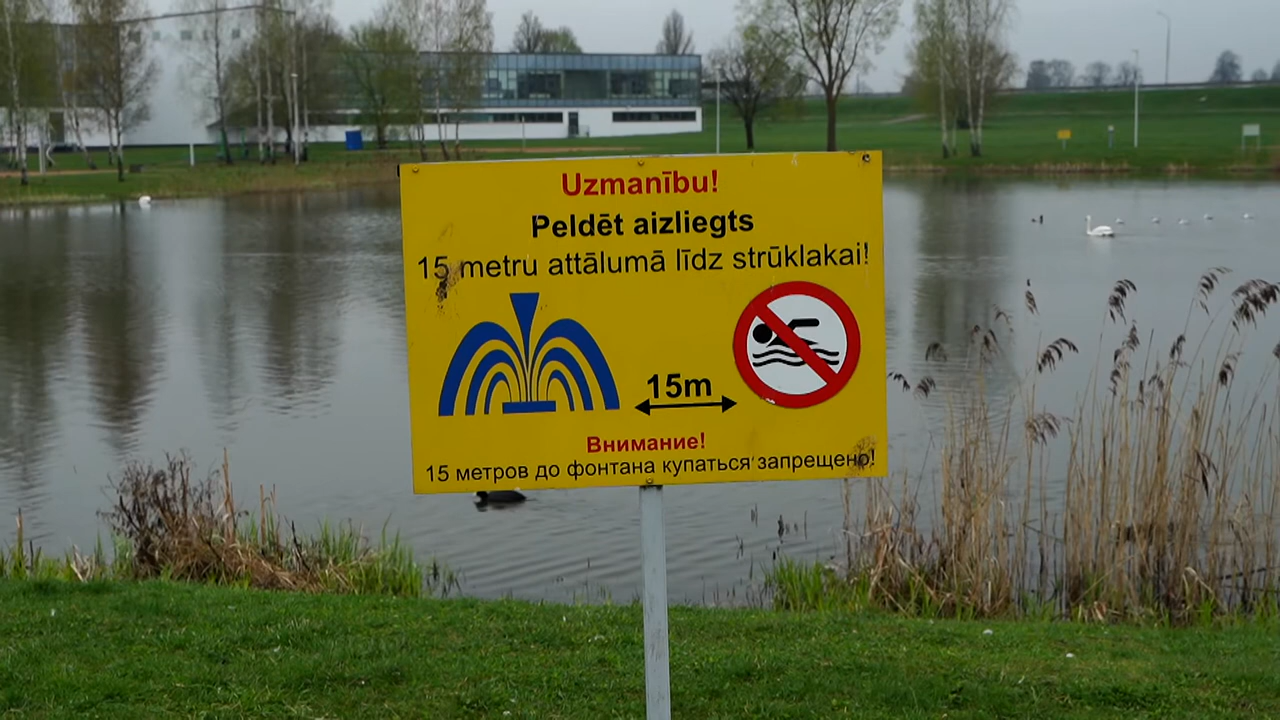 Uzmanību!
Peldēt aizliegts
15 metru attālumā līdz strūklakai!
15m
Внимание!
15 метров до фонтана купаться запрещено!